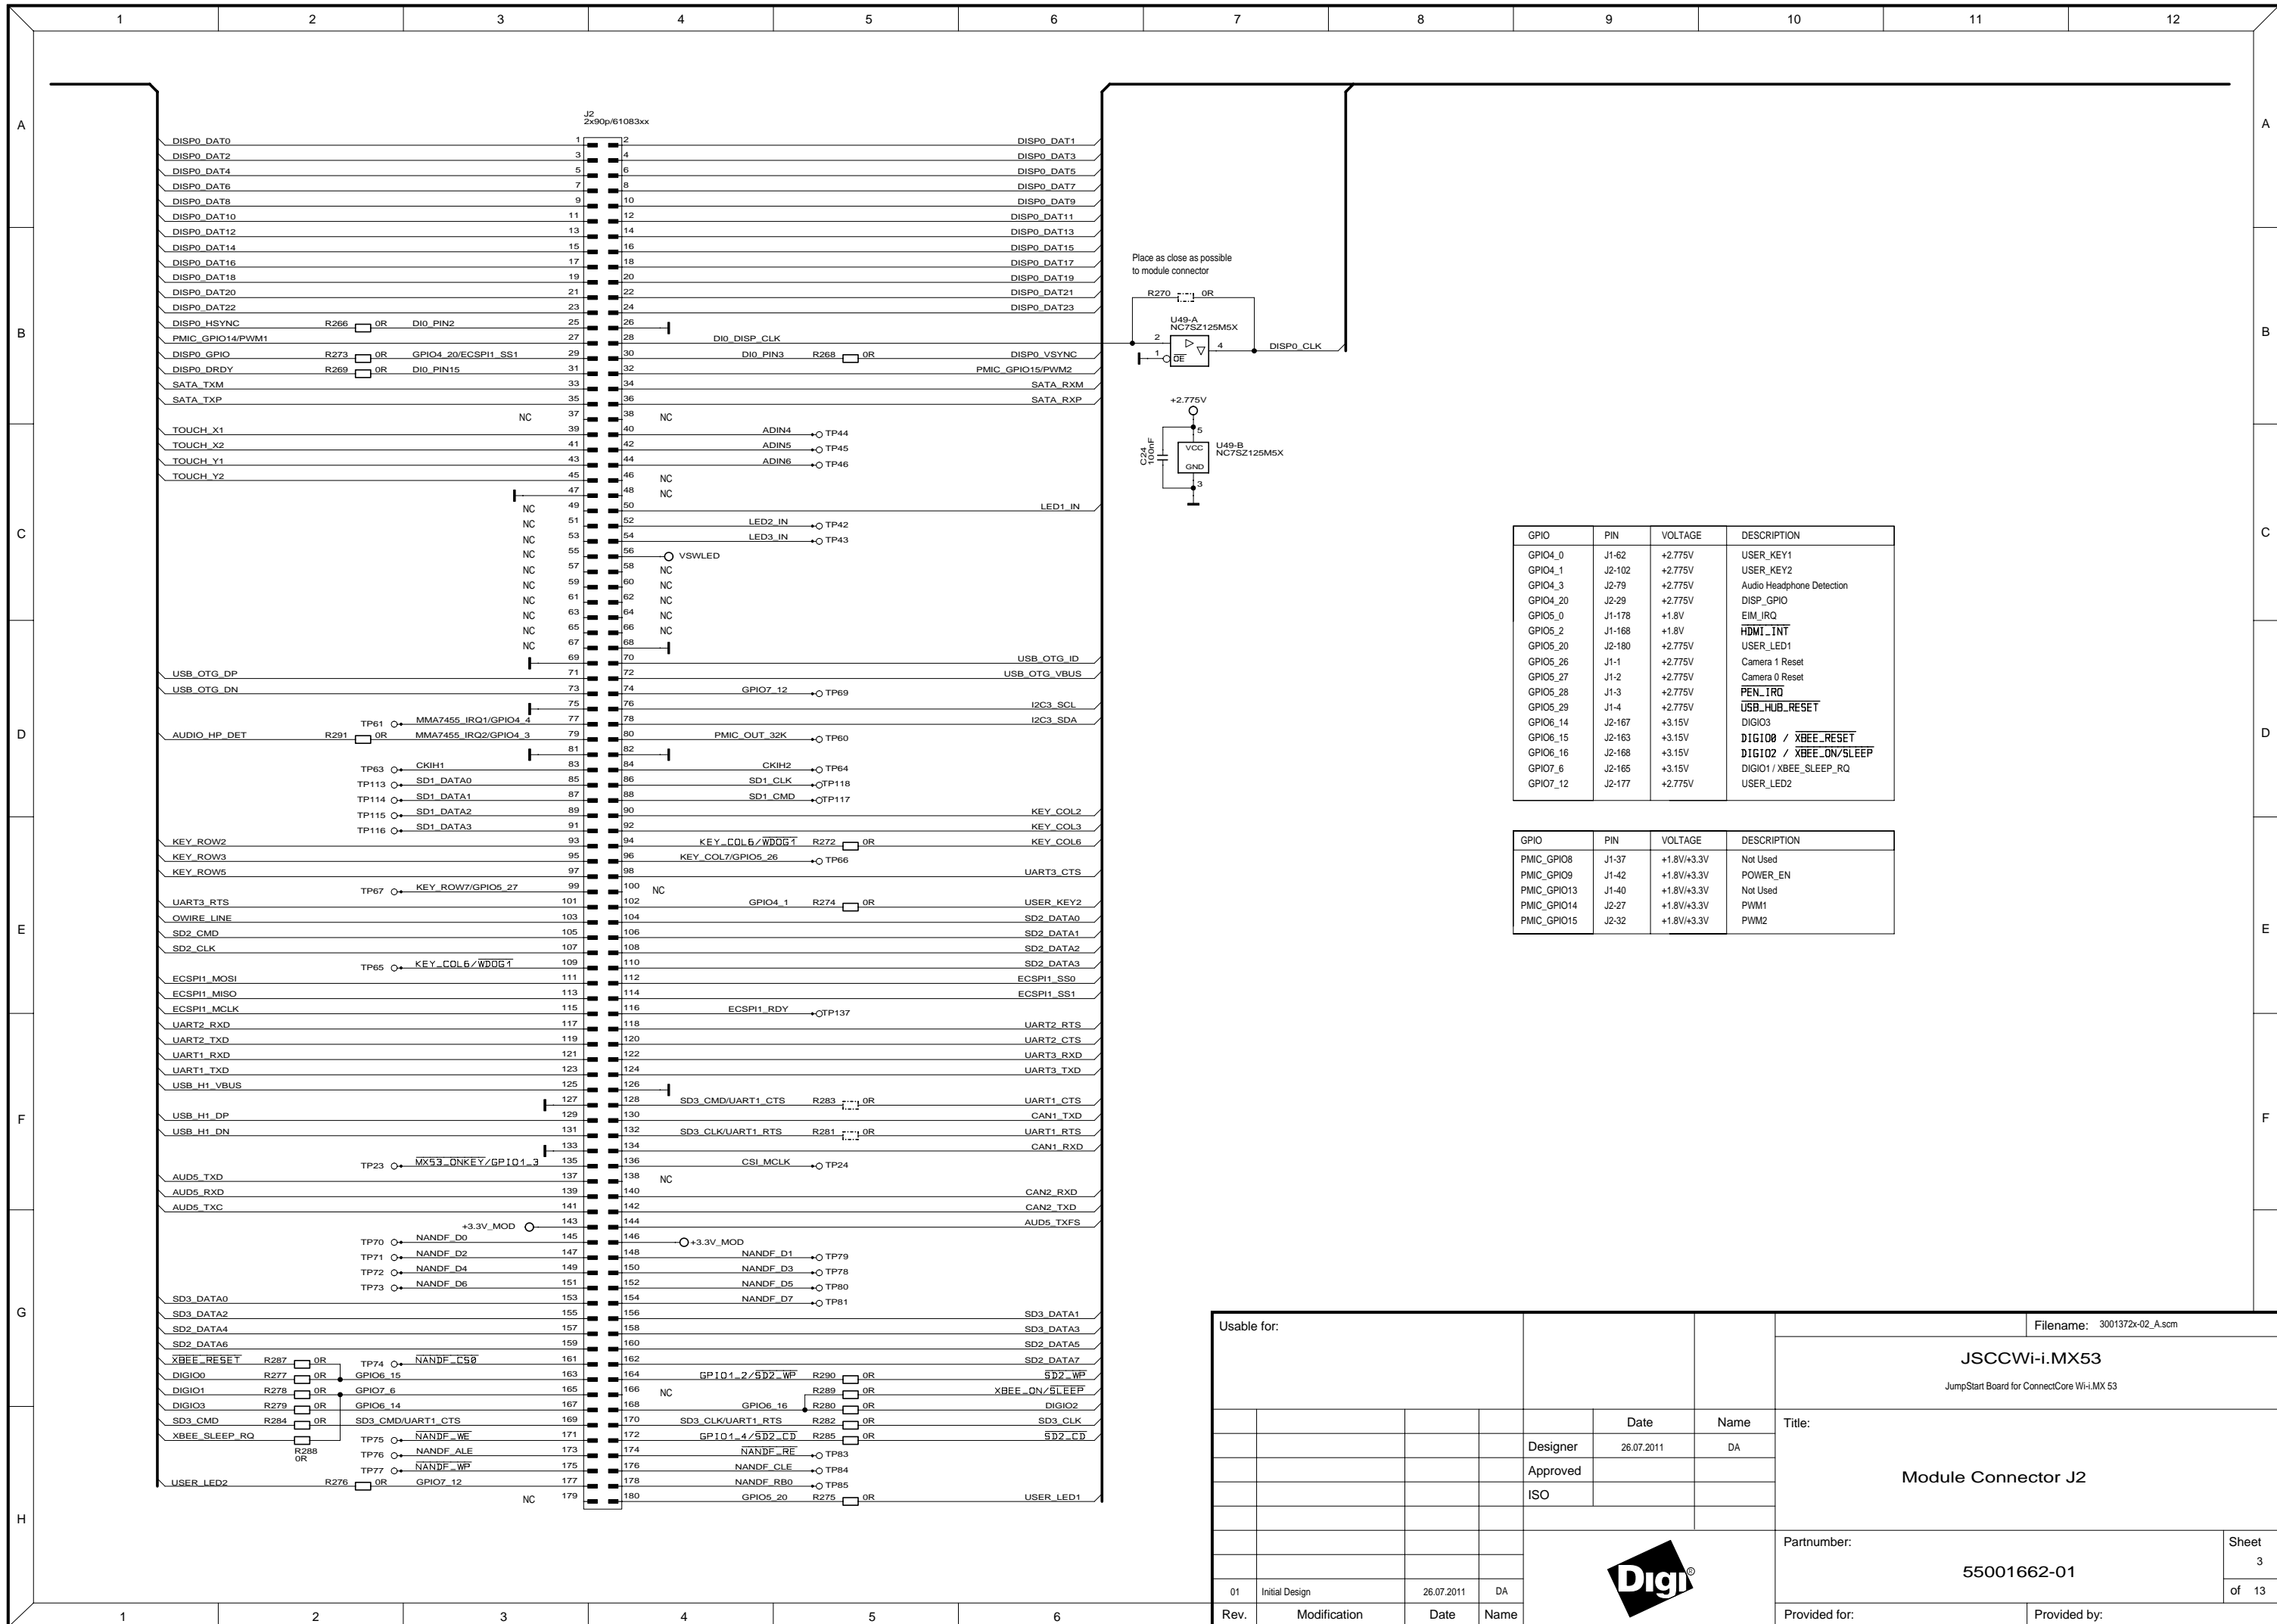 1 2 3 4 5 6 7 8 9 10 11 12
A A
J2
2x90p/61083xx
DISP0_DAT0 1 2 DISP0_DAT1
DISP0_DAT2 3 4 DISP0_DAT3
DISP0_DAT4 5 6 DISP0_DAT5
DISP0_DAT6 7 8 DISP0_DAT7
DISP0_DAT8 9 10 DISP0_DAT9
DISP0_DAT10 11 12 DISP0_DAT11
DISP0_DAT12 13 14 DISP0_DAT13
DISP0_DAT14 15 16 DISP0_DAT15
DISP0_DAT16 17 18 DISP0_DAT17
DISP0_DAT18 19 20 DISP0_DAT19
DISP0_DAT20 21 22 DISP0_DAT21
DISP0_DAT22 23 24 DISP0_DAT23
DISP0_HSYNC R266 0R DI0_PIN2 25 26
PMIC_GPIO14/PWM1 27 28 DI0_DISP_CLK
DISP0_GPIO R273 0R GPIO4_20/ECSPI1_SS1 29 30 DI0_PIN3 R268 0R DISP0_VSYNC
DISP0_DRDY R269 0R DI0_PIN15 31 32 PMIC_GPIO15/PWM2
SATA_TXM 33 34 SATA_RXM
SATA_TXP 35 36 SATA_RXP
NC 37 38 NC
TOUCH_X1 39 40 ADIN4 TP44
TOUCH_X2 41 42 ADIN5 TP45
TOUCH_Y1 43 44 ADIN6 TP46
TOUCH_Y2 45 46 NC
47 48 NC
NC 49 50 LED1_IN
NC 51 52 LED2_IN TP42
NC 53 54 LED3_IN TP43
NC 55 56 VSWLED
NC 57 58 NC
NC 59 60 NC
NC 61 62 NC
NC 63 64 NC
NC 65 66 NC
NC 67 68
69 70 USB_OTG_ID
USB_OTG_DP 71 72 USB_OTG_VBUS
USB_OTG_DN 73 74 GPIO7_12 TP69
75 76 I2C3_SCL
TP61 MMA7455_IRQ1/GPIO4_4 77 78 I2C3_SDA
AUDIO_HP_DET R291 0R MMA7455_IRQ2/GPIO4_3 79 80 PMIC_OUT_32K TP60
81 82
TP63 CKIH1 83 84 CKIH2 TP64
TP113 SD1_DATA0 85 86 SD1_CLK TP118
TP114 SD1_DATA1 87 88 SD1_CMD TP117
TP115 SD1_DATA2 89 90 KEY_COL2
TP116 SD1_DATA3 91 92 KEY_COL3
KEY_ROW2 93 94 KEY_COL6/WDOG1 R272 0R KEY_COL6
KEY_ROW3 95 96 KEY_COL7/GPIO5_26 TP66
KEY_ROW5 97 98 UART3_CTS
TP67 KEY_ROW7/GPIO5_27 99 100 NC
UART3_RTS 101 102 GPIO4_1 R274 0R USER_KEY2
OWIRE_LINE 103 104 SD2_DATA0
SD2_CMD 105 106 SD2_DATA1
SD2_CLK 107 108 SD2_DATA2
TP65 KEY_COL6/WDOG1 109 110 SD2_DATA3
ECSPI1_MOSI 111 112 ECSPI1_SS0
ECSPI1_MISO 113 114 ECSPI1_SS1
ECSPI1_MCLK 115 116 ECSPI1_RDY TP137
UART2_RXD 117 118 UART2_RTS
UART2_TXD 119 120 UART2_CTS
UART1_RXD 121 122 UART3_RXD
UART1_TXD 123 124 UART3_TXD
USB_H1_VBUS 125 126
127 128 SD3_CMD/UART1_CTS R283 0R UART1_CTS
USB_H1_DP 129 130 CAN1_TXD
USB_H1_DN 131 132 SD3_CLK/UART1_RTS R281 0R UART1_RTS
133 134 CAN1_RXD
TP23 MX53_ONKEY/GPIO1_3 135 136 CSI_MCLK TP24
AUD5_TXD 137 138 NC
AUD5_RXD 139 140 CAN2_RXD
AUD5_TXC 141 142 CAN2_TXD
+3.3V_MOD 143 144 AUD5_TXFS
TP70 NANDF_D0 145 146 +3.3V_MOD
TP71 NANDF_D2 147 148 NANDF_D1 TP79
TP72 NANDF_D4 149 150 NANDF_D3 TP78
TP73 NANDF_D6 151 152 NANDF_D5 TP80
SD3_DATA0 153 154 NANDF_D7 TP81
SD3_DATA2 155 156 SD3_DATA1
SD2_DATA4 157 158 SD3_DATA3
SD2_DATA6 159 160 SD2_DATA5
XBEE_RESET R287 0R TP74 NANDF_CS0 161 162 SD2_DATA7
DIGIO0 R277 0R GPIO6_15 163 164 GPIO1_2/SD2_WP R290 0R SD2_WP
DIGIO1 R278 0R GPIO7_6 165 166 NC R289 0R XBEE_ON/SLEEP
DIGIO3 R279 0R GPIO6_14 167 168 GPIO6_16 R280 0R DIGIO2
SD3_CMD R284 0R SD3_CMD/UART1_CTS 169 170 SD3_CLK/UART1_RTS R282 0R SD3_CLK
XBEE_SLEEP_RQ R288 0R TP75 NANDF_WE 171 172 GPIO1_4/SD2_CD R285 0R SD2_CD
TP76 NANDF_ALE 173 174 NANDF_RE TP83
TP77 NANDF_WP 175 176 NANDF_CLE TP84
USER_LED2 R276 0R GPIO7_12 177 178 NANDF_RB0 TP85
NC 179 180 GPIO5_20 R275 0R USER_LED1
Place as close as possible
to module connector
R270 0R
U49-A
NC7SZ125M5X
2 4 DISP0_CLK
1 OE
+2.775V
5
C24
100nF
VCC
GND
U49-B
NC7SZ125M5X
3
B B
C C
D D
E E
F F
G G
H
GPIO PIN VOLTAGE DESCRIPTION
GPIO4_0 J1-62 +2.775V USER_KEY1
GPIO4_1 J2-102 +2.775V USER_KEY2
GPIO4_3 J2-79 +2.775V Audio Headphone Detection
GPIO4_20 J2-29 +2.775V DISP_GPIO
GPIO5_0 J1-178 +1.8V EIM_IRQ
GPIO5_2 J1-168 +1.8V HDMI_INT
GPIO5_20 J2-180 +2.775V USER_LED1
GPIO5_26 J1-1 +2.775V Camera 1 Reset
GPIO5_27 J1-2 +2.775V Camera 0 Reset
GPIO5_28 J1-3 +2.775V PEN_IRQ
GPIO5_29 J1-4 +2.775V USB_HUB_RESET
GPIO6_14 J2-167 +3.15V DIGIO3
GPIO6_15 J2-163 +3.15V DIGIO0 / XBEE_RESET
GPIO6_16 J2-168 +3.15V DIGIO2 / XBEE_ON/SLEEP
GPIO7_6 J2-165 +3.15V DIGIO1 / XBEE_SLEEP_RQ
GPIO7_12 J2-177 +2.775V USER_LED2
GPIO PIN VOLTAGE DESCRIPTION
PMIC_GPIO8 J1-37 +1.8V/+3.3V Not Used
PMIC_GPIO9 J1-42 +1.8V/+3.3V POWER_EN
PMIC_GPIO13 J1-40 +1.8V/+3.3V Not Used
PMIC_GPIO14 J2-27 +1.8V/+3.3V PWM1
PMIC_GPIO15 J2-32 +1.8V/+3.3V PWM2
Usable for:
Filename: 3001372x-02_A.scm
JSCCWi-i.MX53
JumpStart Board for ConnectCore Wi-i.MX 53
Date Name Title:
Designer 26.07.2011 DA
Approved
ISO
Module Connector J2
Partnumber:
55001662-01
Sheet
3
of 13
Digi®
01 Initial Design 26.07.2011 DA
Rev. Modification Date Name
Provided for: Provided by:
1 2 3 4 5 6